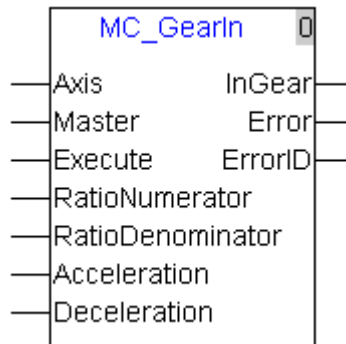 MC_GearIn 0
Axis InGear
Master Error
Execute ErrorID
RatioNumerator
RatioDenominator
Acceleration
Deceleration